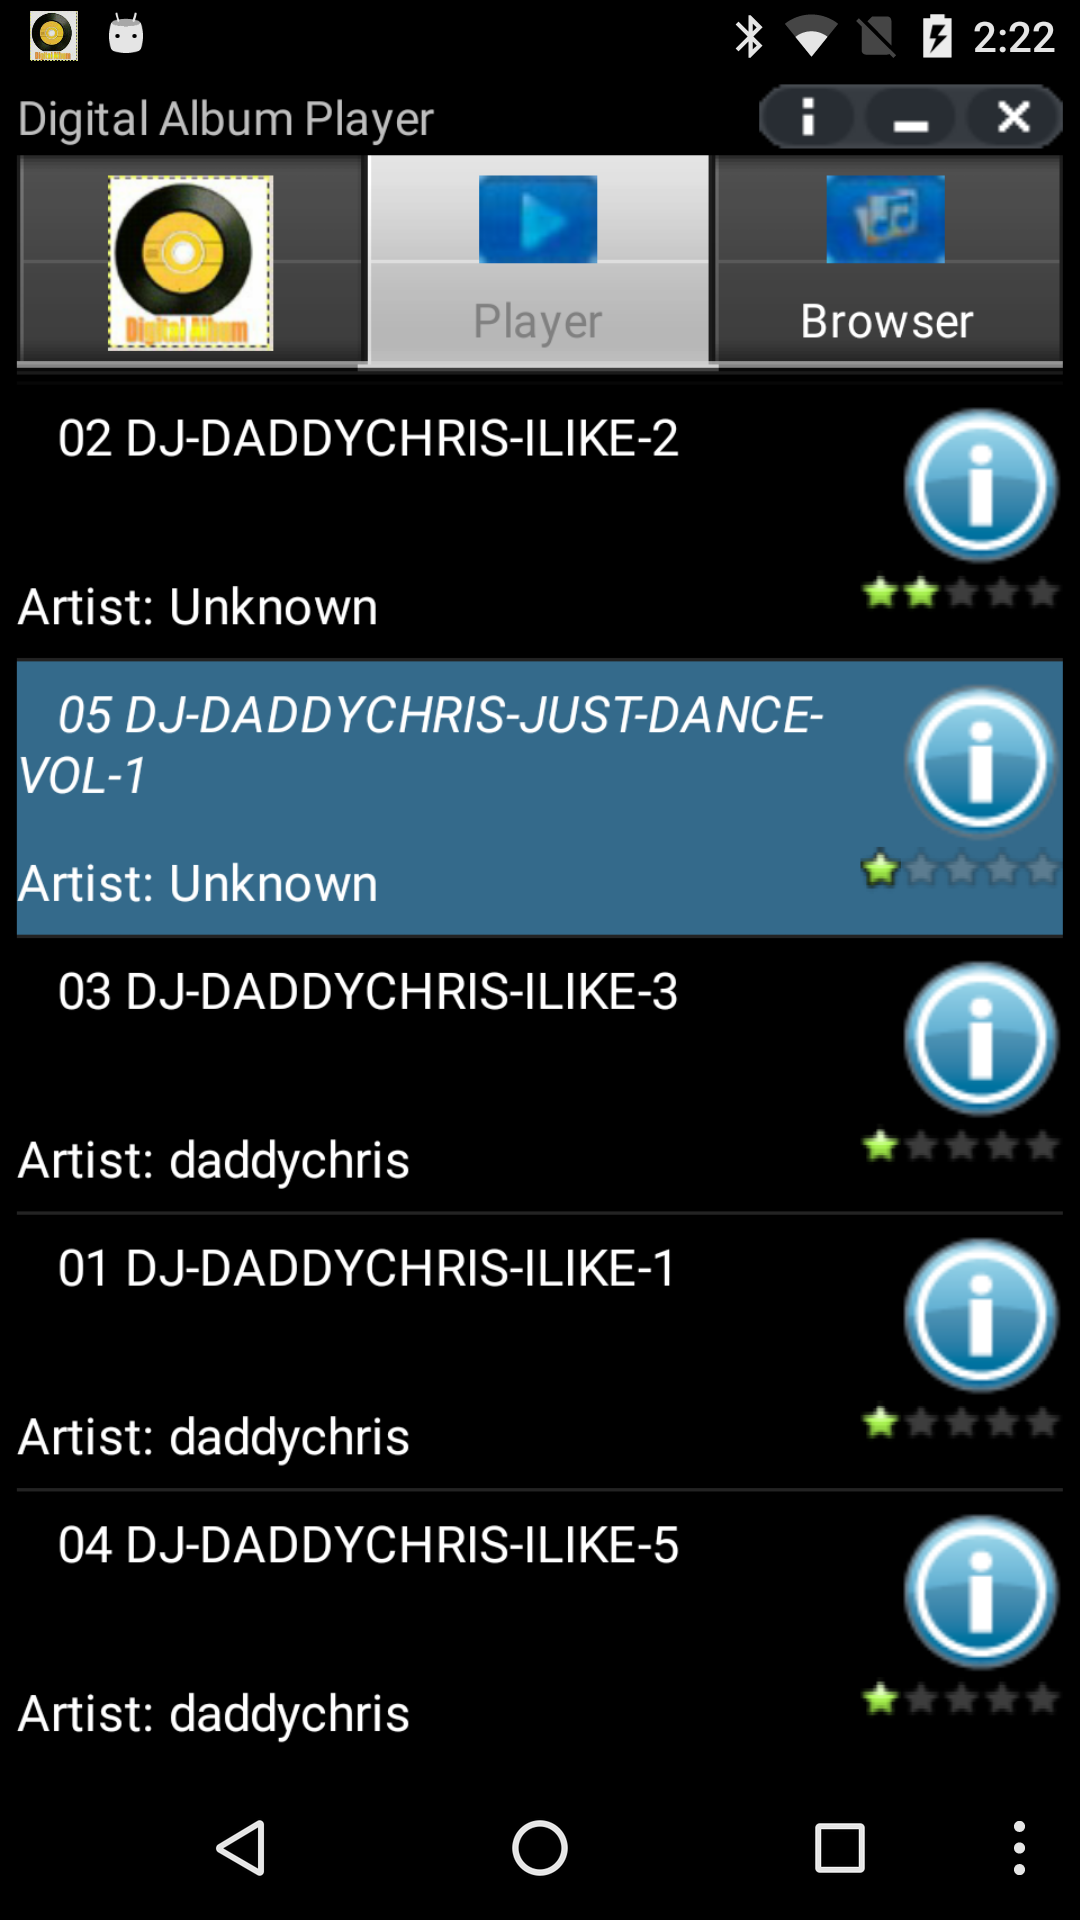 2:22
Digital Album Player
Digital Album
Player
Browser
02 DJ-DADDYCHRIS-ILIKE-2
Artist: Unknown
05 DJ-DADDYCHRIS-JUST-DANCE-
VOL-1
Artist: Unknown
03 DJ-DADDYCHRIS-ILIKE-3
Artist: daddychris
01 DJ-DADDYCHRIS-ILIKE-1
Artist: daddychris
04 DJ-DADDYCHRIS-ILIKE-5
Artist: daddychris